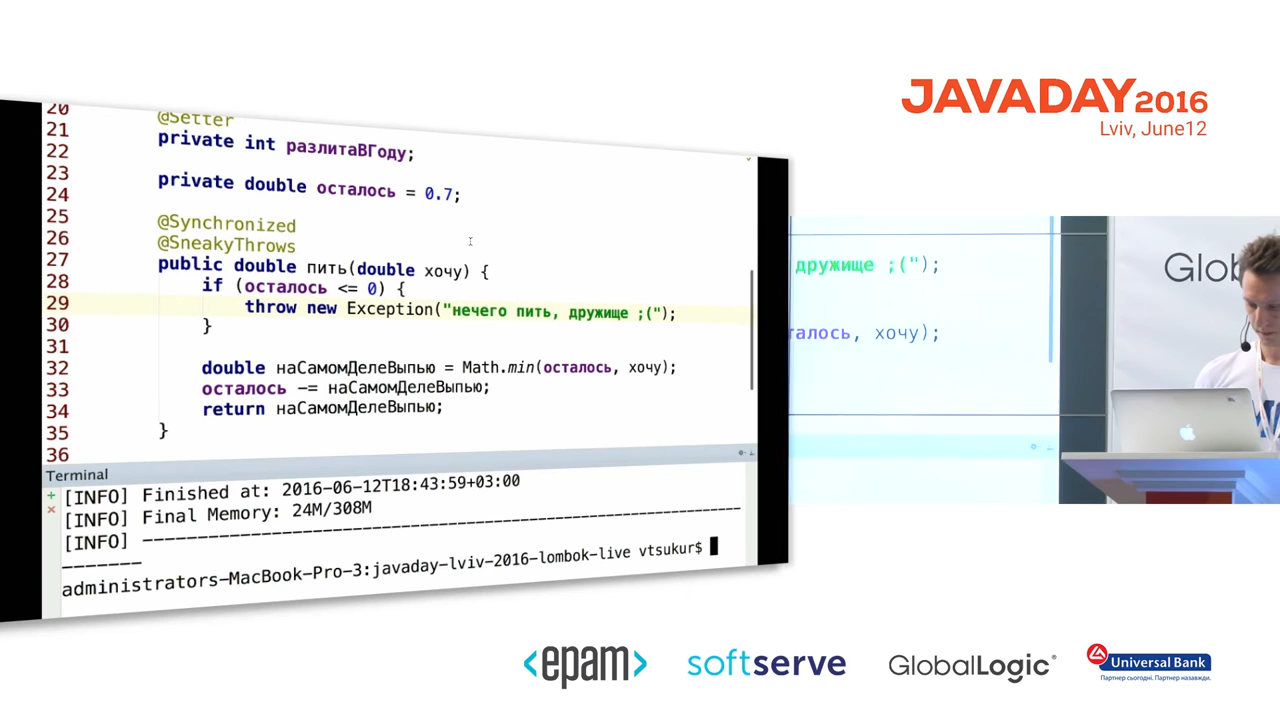 JAVADAY 2016
Lviv, June12
20
21 @Setter
22 private int разлитаВГоду;
23
24 private double осталось = 0.7;
25
26 @Synchronized
27 @SneakyThrows
28 public double пить(double хочу) {
29 if (осталось <= 0) {
30 throw new Exception("нечего пить, дружище ;(");
31 }
32
33 double наСамомДелеВыпью = Math.min(осталось, хочу);
34 осталось -= наСамомДелеВыпью;
35 return наСамомДелеВыпью;
36 }
Terminal
[INFO] Finished at: 2016-06-12T18:43:59+03:00
[INFO] Final Memory: 24M/308M
[INFO] ------------------------------------------------------------------------
administrators-MacBook-Pro-3:javaday-lviv-2016-lombok-live vtsukur$
дружище ;(");
талось, хочу);
Glob
<epam>
softserve
GlobalLogic®
Universal Bank
Партнер сьогодні. Партнер назавжди.